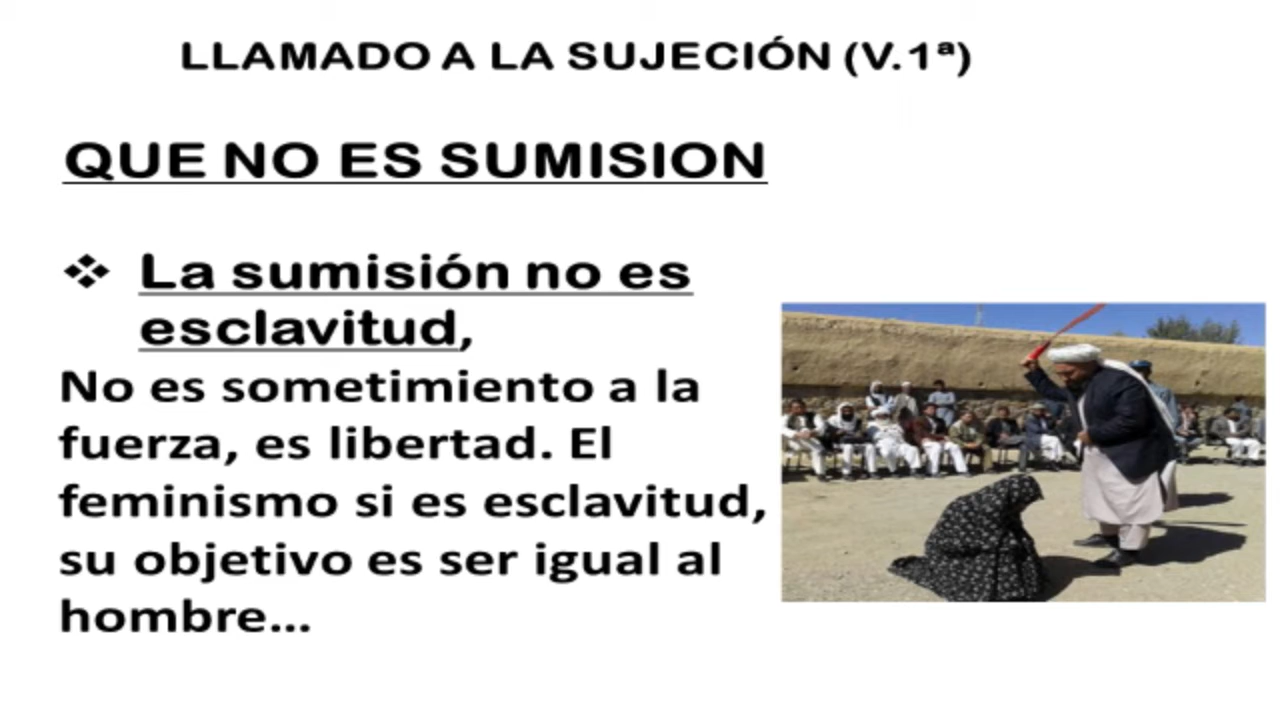 LLAMADO A LA SUJECIÓN (V.1ª)
QUE NO ES SUMISION
❖ La sumisión no es
esclavitud,
No es sometimiento a la
fuerza, es libertad. El
feminismo si es esclavitud,
su objetivo es ser igual al
hombre...